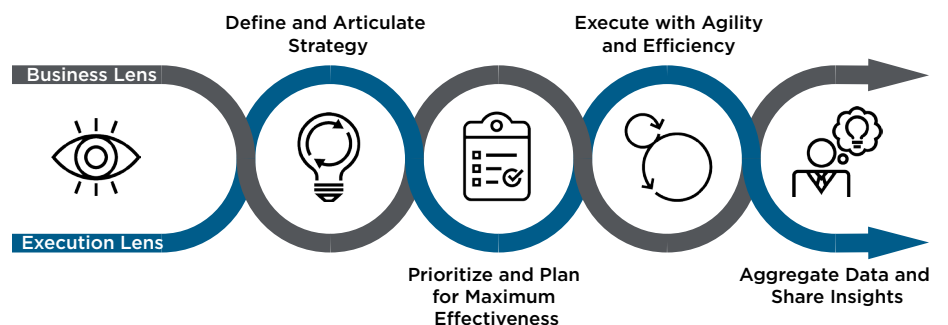 Define and Articulate
Strategy
Execute with Agility
and Efficiency
Business Lens
Execution Lens
Prioritize and Plan
for Maximum
Effectiveness
Aggregate Data and
Share Insights